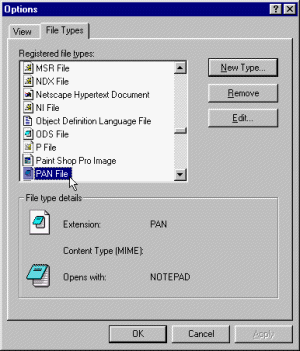 Options
View
File Types
Registered file types:
MSR File
NDX File
Netscape Hypertext Document
NI File
Object Definition Language File
ODS File
P File
Paint Shop Pro Image
PAN File
New Type...
Remove
Edit...
File type details
Extension: PAN
Content Type (MIME):
Opens with: NOTEPAD
OK
Cancel
Apply